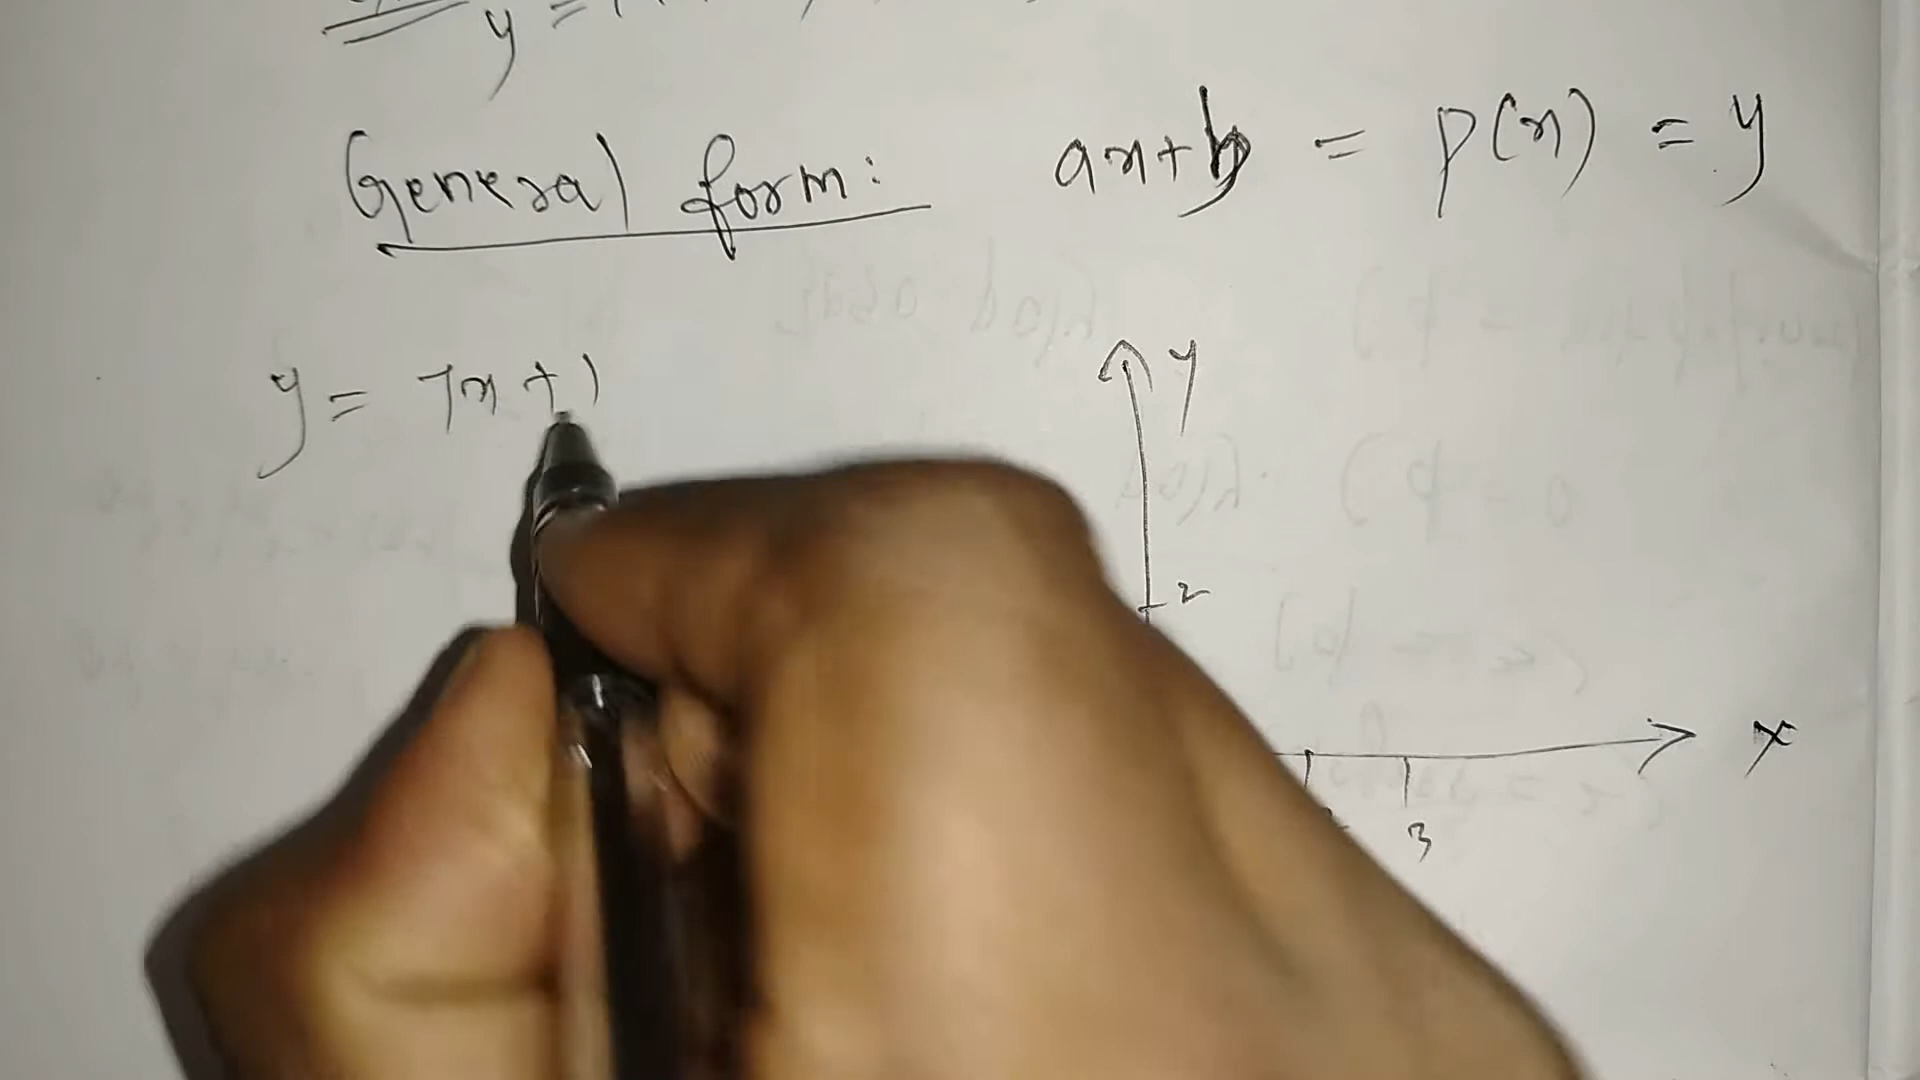 y =
General form: ax+b = p(x) = y
y = 7x+1
y
2
x
3